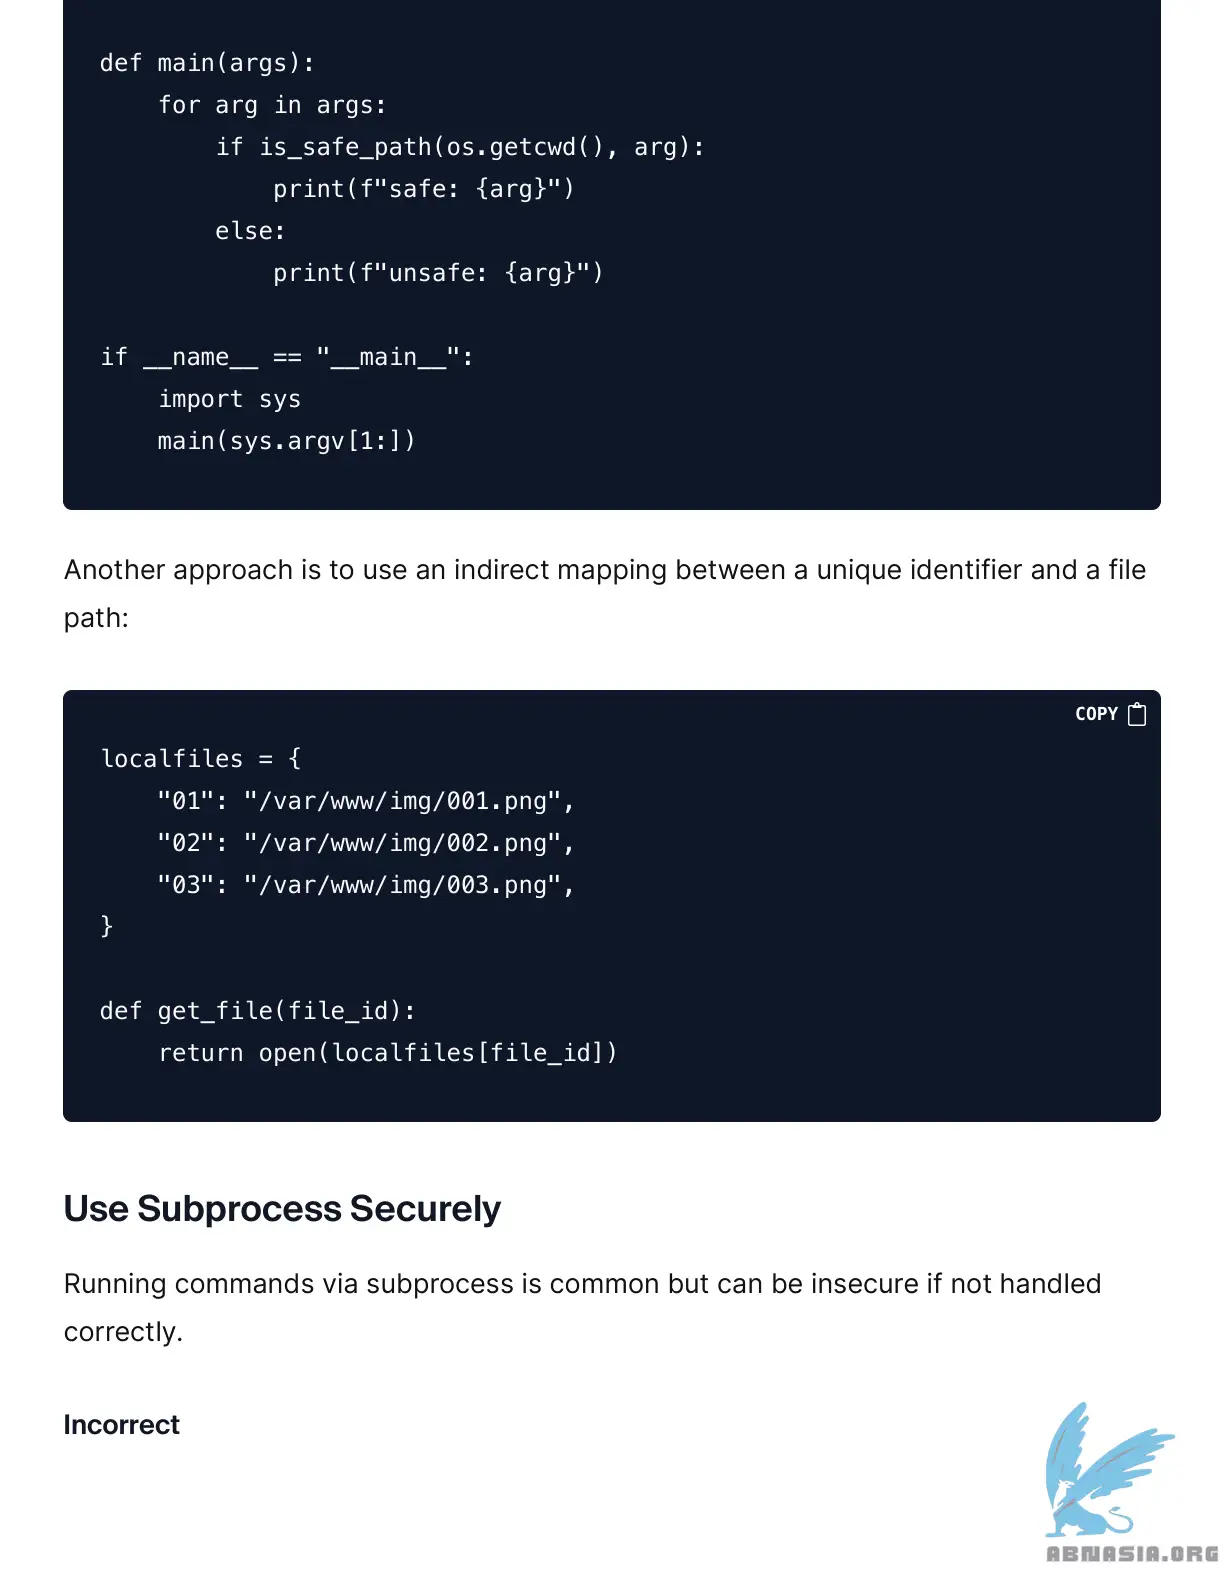 def main(args):
    for arg in args:
        if is_safe_path(os.getcwd(), arg):
            print(f"safe: {arg}")
        else:
            print(f"unsafe: {arg}")

if __name__ == "__main__":
    import sys
    main(sys.argv[1:])

Another approach is to use an indirect mapping between a unique identifier and a file
path:

COPY
localfiles = {
    "01": "/var/www/img/001.png",
    "02": "/var/www/img/002.png",
    "03": "/var/www/img/003.png",
}

def get_file(file_id):
    return open(localfiles[file_id])

Use Subprocess Securely
Running commands via subprocess is common but can be insecure if not handled
correctly.
Incorrect
ABNASIA.ORG